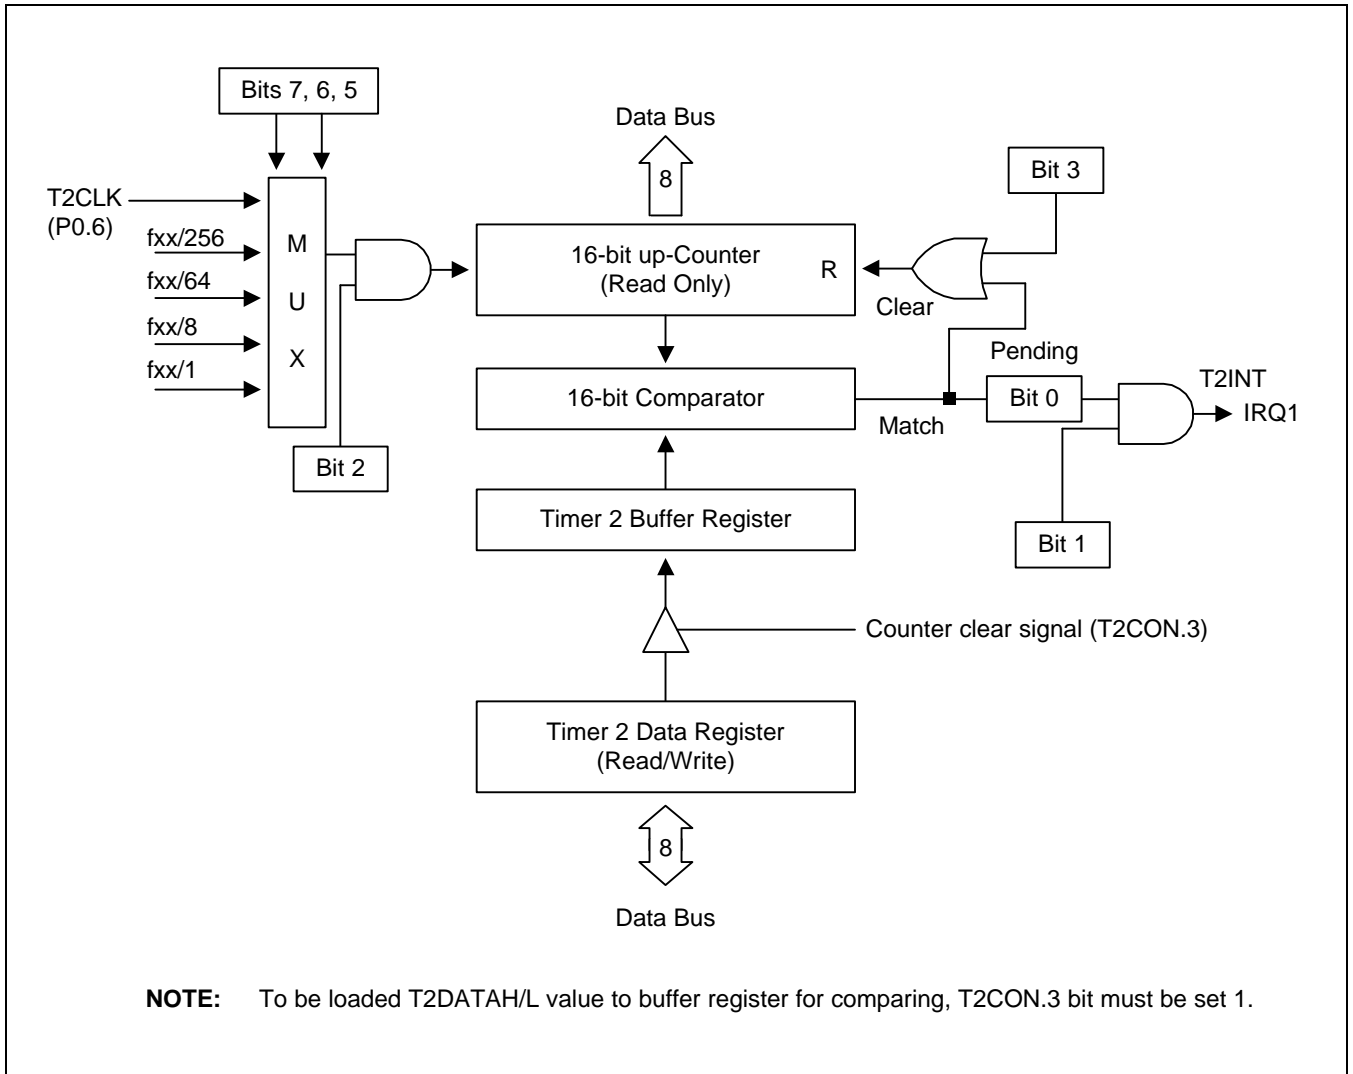 Bits 7, 6, 5
Data Bus
8
Bit 3
T2CLK
(P0.6)
fxx/256
fxx/64
fxx/8
fxx/1
M
U
X
16-bit up-Counter
(Read Only)
R
Clear
Pending
16-bit Comparator
Match
Bit 0
T2INT
IRQ1
Bit 2
Timer 2 Buffer Register
Bit 1
Counter clear signal (T2CON.3)
Timer 2 Data Register
(Read/Write)
8
Data Bus
NOTE: To be loaded T2DATAH/L value to buffer register for comparing, T2CON.3 bit must be set 1.